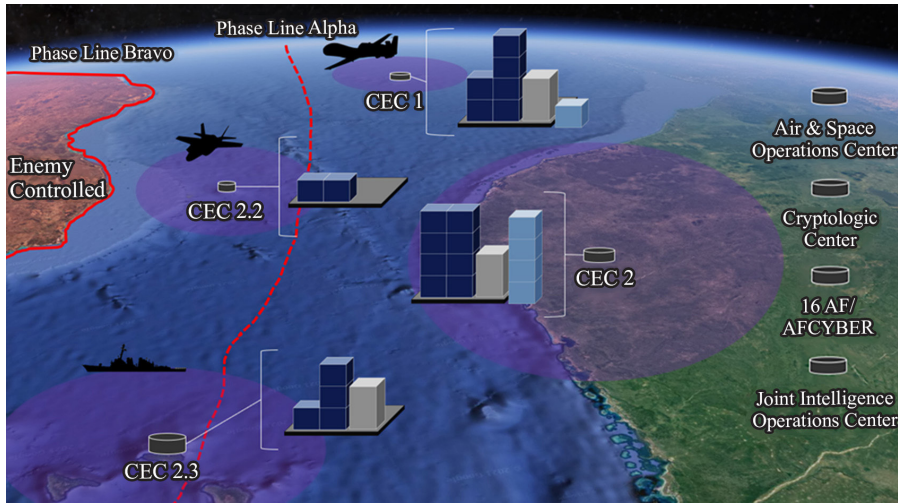 Phase Line Bravo
Phase Line Alpha
CEC 1
Enemy
Controlled
CEC 2.2
CEC 2
CEC 2.3
Air & Space
Operations Center
Cryptologic
Center
16 AF/
AFCYBER
Joint Intelligence
Operations Center